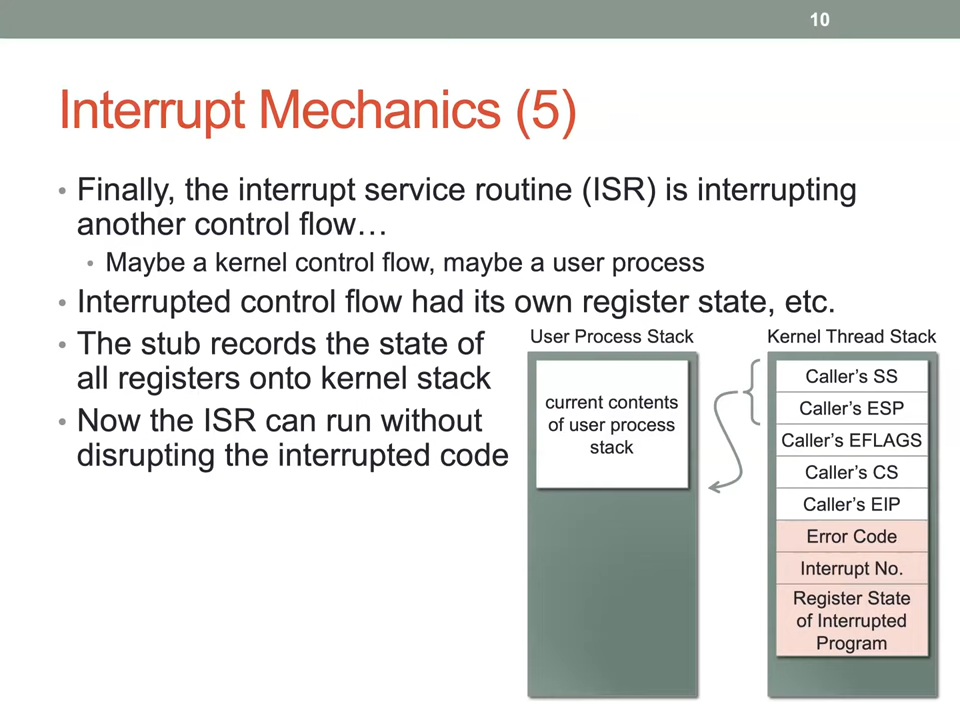 10
Interrupt Mechanics (5)
• Finally, the interrupt service routine (ISR) is interrupting
another control flow…
• Maybe a kernel control flow, maybe a user process
• Interrupted control flow had its own register state, etc.
• The stub records the state of
all registers onto kernel stack
• Now the ISR can run without
disrupting the interrupted code
User Process Stack
current contents
of user process
stack
Kernel Thread Stack
Caller’s SS
Caller’s ESP
Caller’s EFLAGS
Caller’s CS
Caller’s EIP
Error Code
Interrupt No.
Register State
of Interrupted
Program